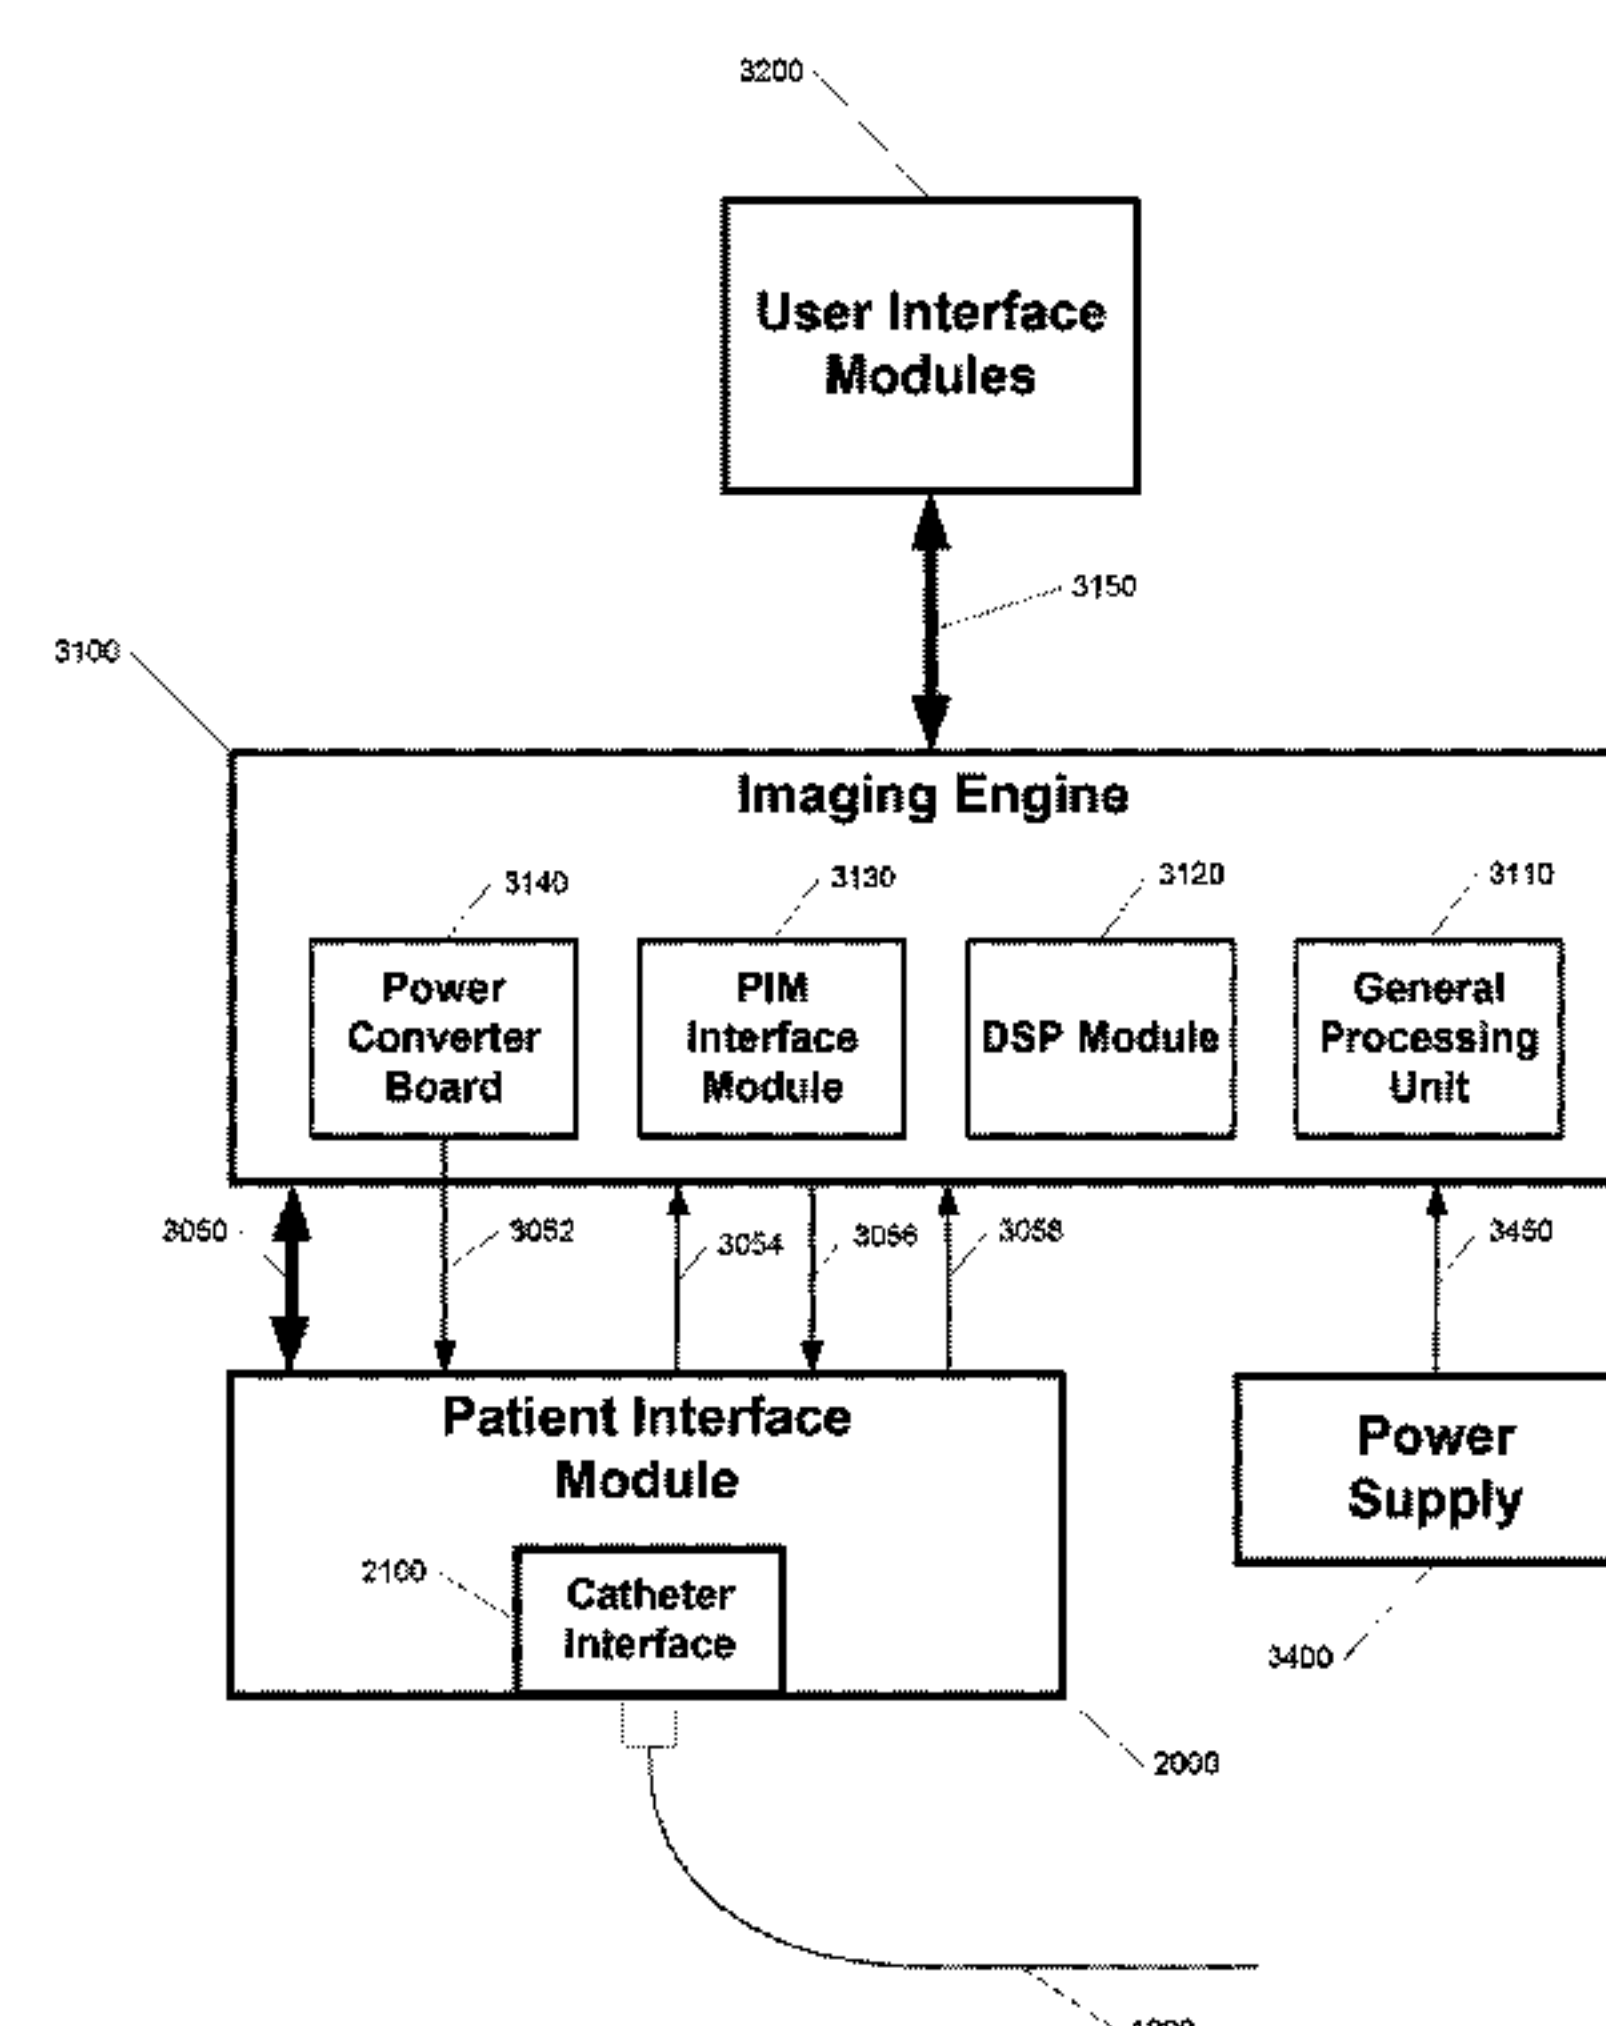 3200
User Interface
Modules
3150
3100
Imaging Engine
3140
3130
3120
3110
Power
Converter
Board
PIM
Interface
Module
DSP Module
General
Processing
Unit
3050
3052
3054
3056
3058
3450
Patient Interface
Module
Power
Supply
2100
Catheter
Interface
3400
2000